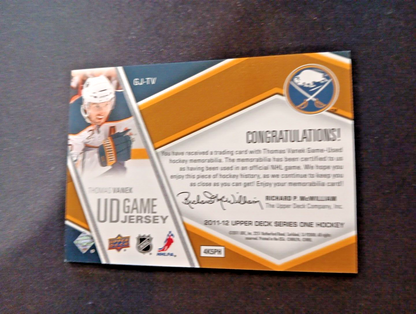 GJ-TV
CONGRATULATIONS!
You have received a trading card with Thomas Vanek Game-Used
hockey memorabilia. The memorabilia has been certified to us
as having been used in an official NHL game. We hope you
enjoy this piece of history, as we continue to keep you
as close as you can get! Enjoy your memorabilia card!
RICHARD P. McWILLIAM
The Upper Deck Company, Inc.
THOMAS VANEK
UD GAME
JERSEY
2011-12 UPPER DECK SERIES ONE HOCKEY
4K5PH